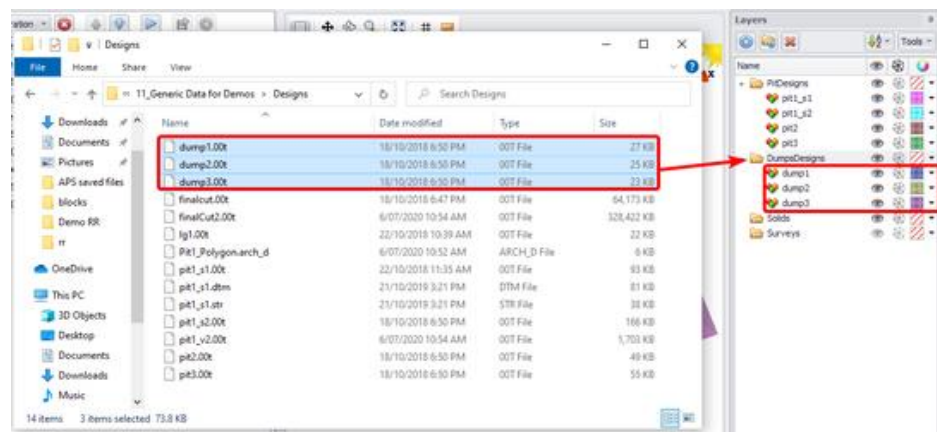 ration
Layers
Designs
Tools
File Home Share View
Name
11_Generic Data for Demos > Designs
Search Designs
PitDesigns
pit1_s1
pit1_s2
pit2
pit3
DumpsDesigns
dump1
dump2
dump3
Solids
Surveys
Downloads
Documents
Pictures
APS saved files
blocks
Demo RR
rr
OneDrive
This PC
3D Objects
Desktop
Documents
Downloads
Music
Name Date modified Type Size
dump1.00t 18/10/2018 6:50 PM 00T File 27 KB
dump2.00t 18/10/2018 6:50 PM 00T File 25 KB
dump3.00t 18/10/2018 6:50 PM 00T File 23 KB
finalcut.00t 18/10/2018 6:47 PM 00T File 64,173 KB
finalCut2.00t 6/07/2020 10:54 AM 00T File 328,422 KB
lg1.00t 22/10/2018 10:39 AM 00T File 22 KB
Pit1_Polygon.arch_d 6/07/2020 10:52 AM ARCH_D File 6 KB
pit1_s1.00t 22/10/2018 11:35 AM 00T File 93 KB
pit1_s1.dtm 21/10/2019 3:21 PM DTM File 81 KB
pit1_s1.str 21/10/2019 3:21 PM STR File 38 KB
pit1_s2.00t 18/10/2018 6:50 PM 00T File 166 KB
pit1_v2.00t 6/07/2020 10:54 AM 00T File 1,703 KB
pit2.00t 18/10/2018 6:50 PM 00T File 49 KB
pit3.00t 18/10/2018 6:50 PM 00T File 55 KB
14 items 3 items selected 73.8 KB